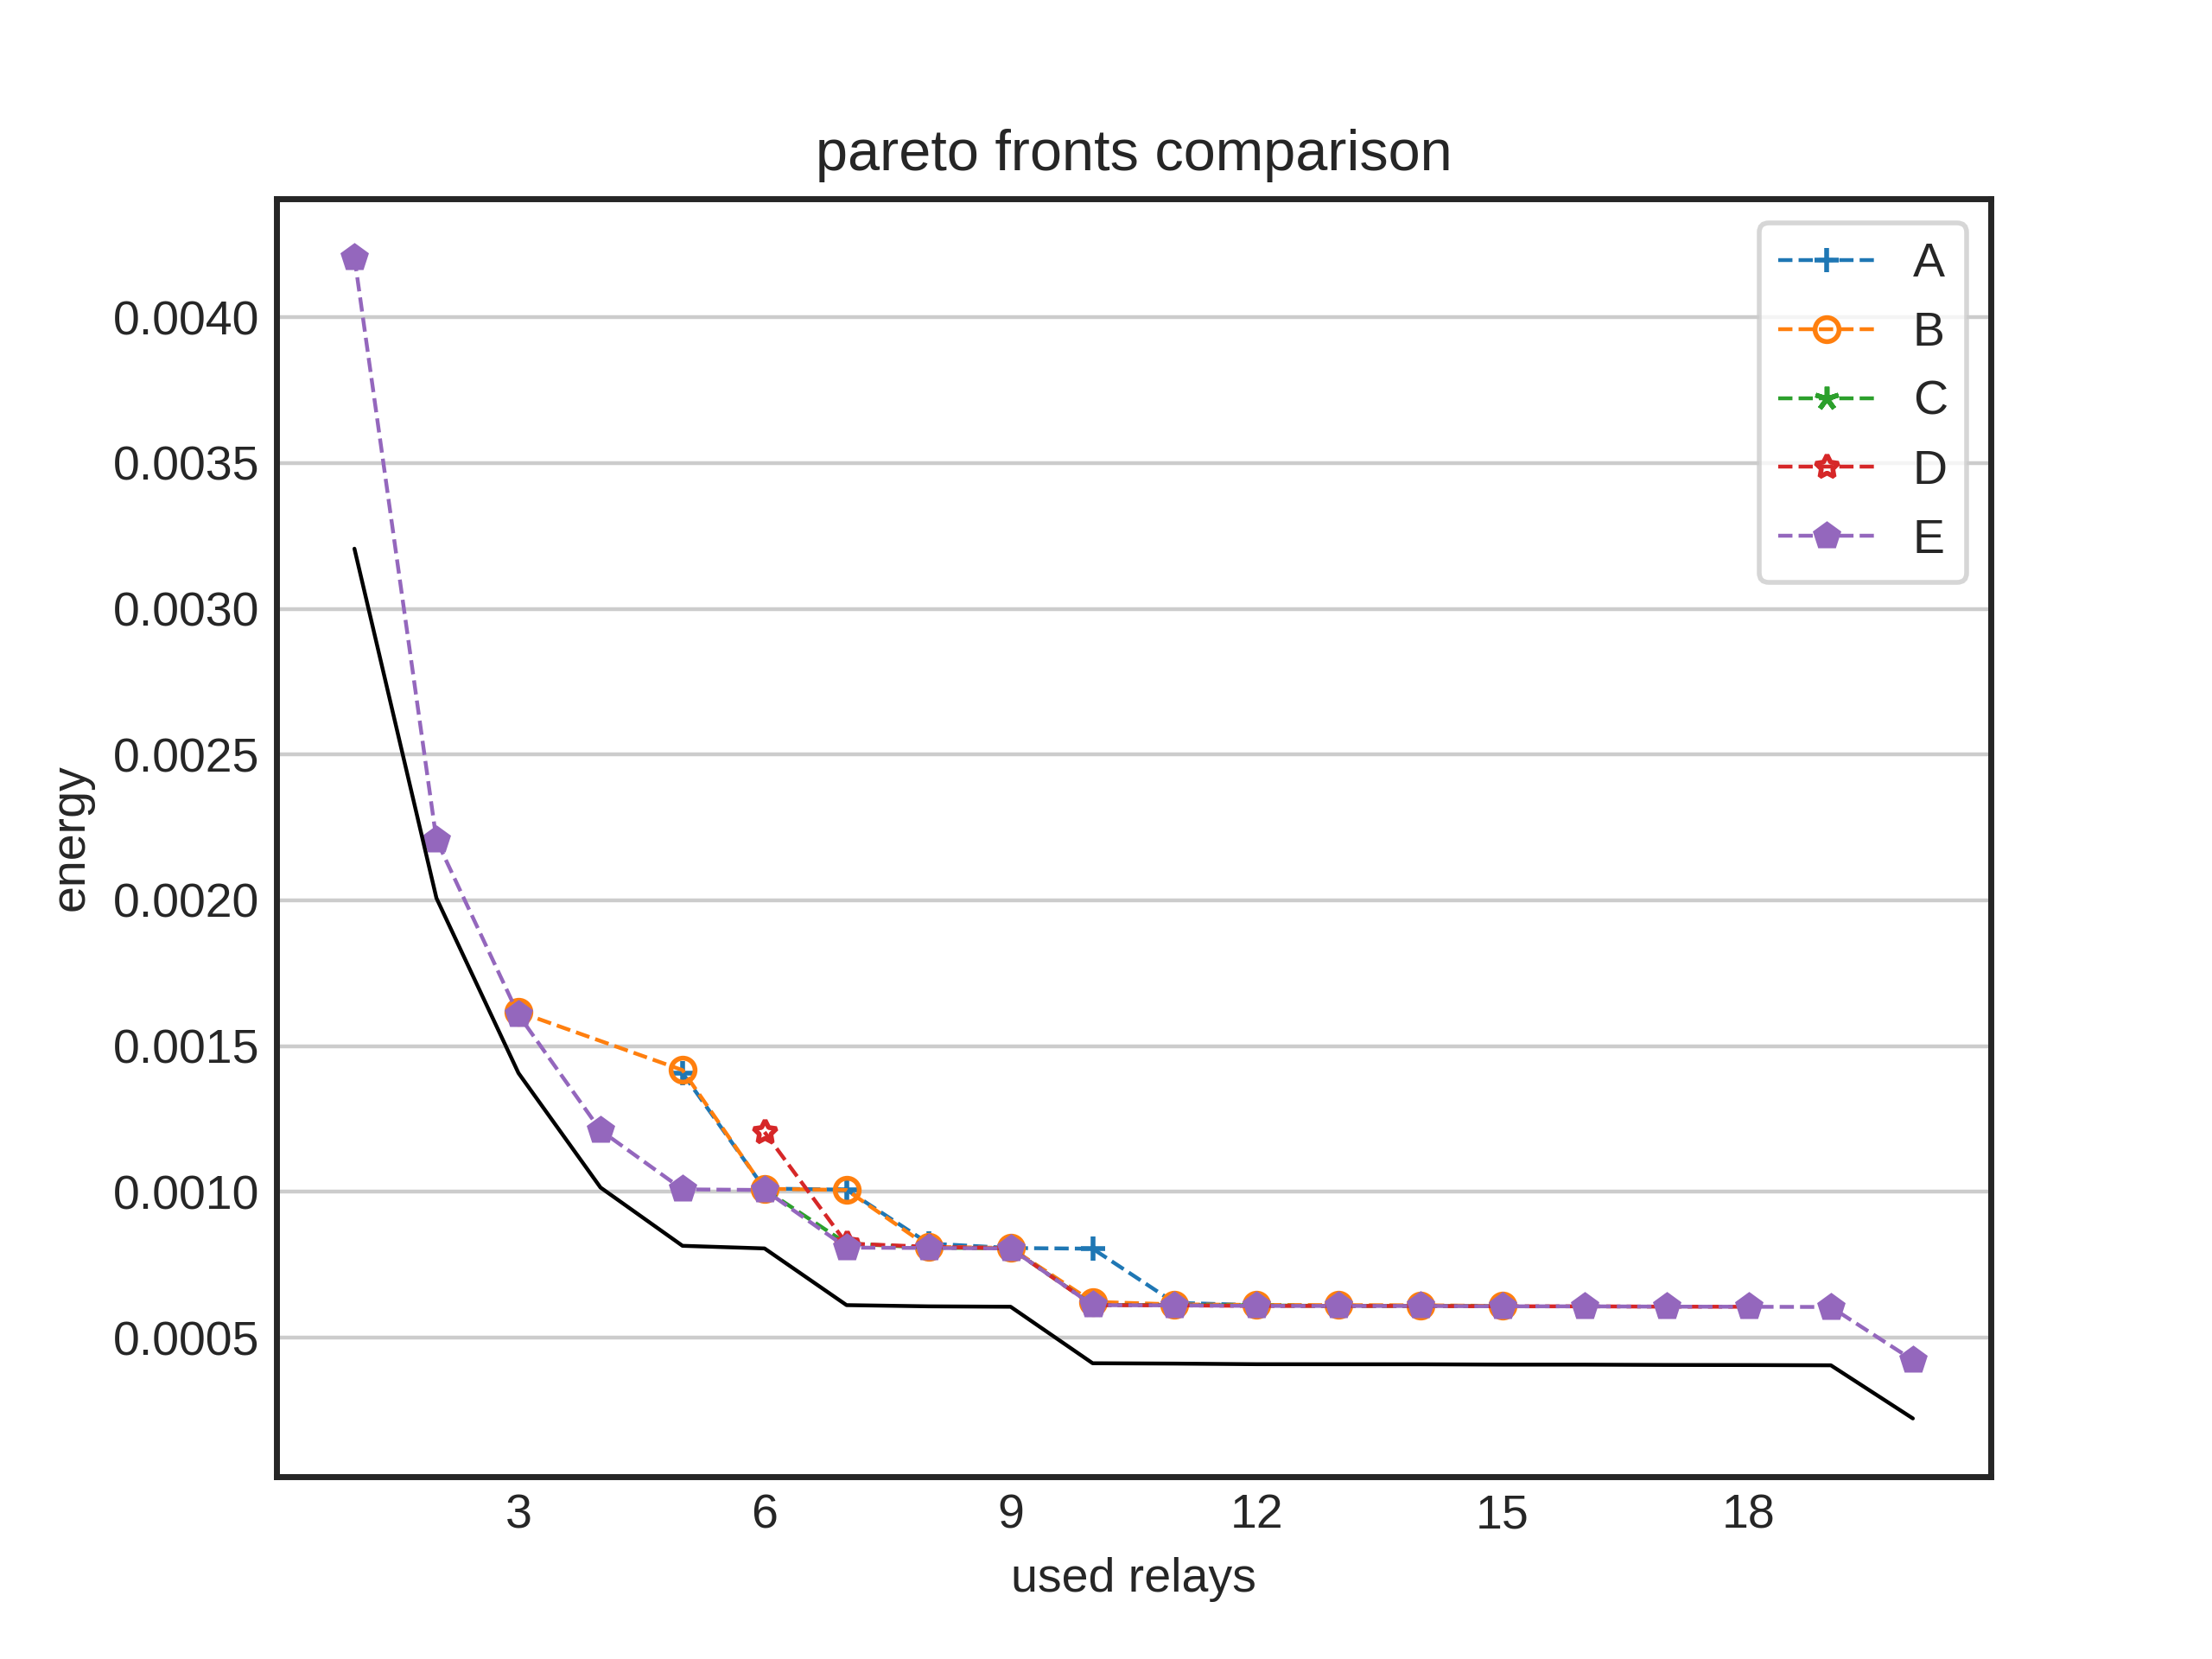 pareto fronts comparison
A
B
C
D
E
0.0040
0.0035
0.0030
0.0025
0.0020
0.0015
0.0010
0.0005
energy
3 6 9 12 15 18
used relays